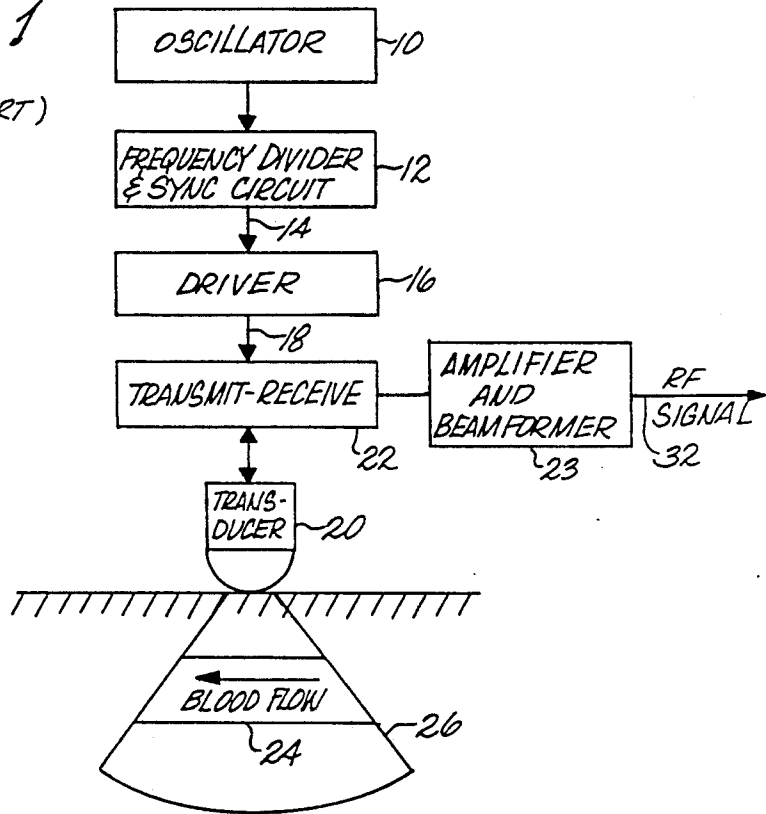 1
RT)
OSCILLATOR
10
FREQUENCY DIVIDER
& SYNC CIRCUIT
12
14
DRIVER
16
18
TRANSMIT-RECEIVE
22
AMPLIFIER
AND
BEAMFORMER
23
RF
SIGNAL
32
TRANS-
DUCER
20
BLOOD FLOW
24
26